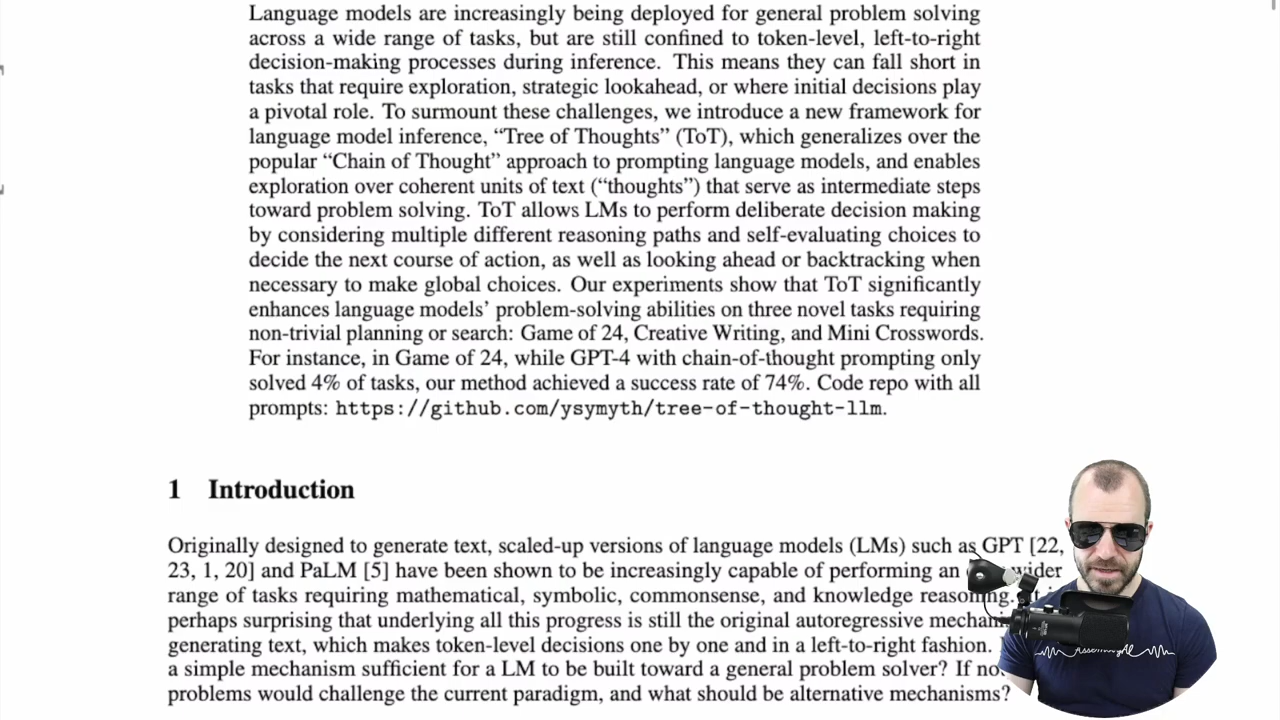 Language models are increasingly being deployed for general problem solving
across a wide range of tasks, but are still confined to token-level, left-to-right
decision-making processes during inference. This means they can fall short in
tasks that require exploration, strategic lookahead, or where initial decisions play
a pivotal role. To surmount these challenges, we introduce a new framework for
language model inference, “Tree of Thoughts” (ToT), which generalizes over the
popular “Chain of Thought” approach to prompting language models, and enables
exploration over coherent units of text (“thoughts”) that serve as intermediate steps
toward problem solving. ToT allows LMs to perform deliberate decision making
by considering multiple different reasoning paths and self-evaluating choices to
decide the next course of action, as well as looking ahead or backtracking when
necessary to make global choices. Our experiments show that ToT significantly
enhances language models’ problem-solving abilities on three novel tasks requiring
non-trivial planning or search: Game of 24, Creative Writing, and Mini Crosswords.
For instance, in Game of 24, while GPT-4 with chain-of-thought prompting only
solved 4% of tasks, our method achieved a success rate of 74%. Code repo with all
prompts: https://github.com/ysymyth/tree-of-thought-llm.
1 Introduction
Originally designed to generate text, scaled-up versions of language models (LMs) such as GPT [22,
23, 1, 20] and PaLM [5] have been shown to be increasingly capable of performing an
range of tasks requiring mathematical, symbolic, commonsense, and knowledge reasoning.
perhaps surprising that underlying all this progress is still the original autoregressive
generating text, which makes token-level decisions one by one and in a left-to-right fashion.
a simple mechanism sufficient for a LM to be built toward a general problem solver? If
problems would challenge the current paradigm, and what should be alternative mechanisms?